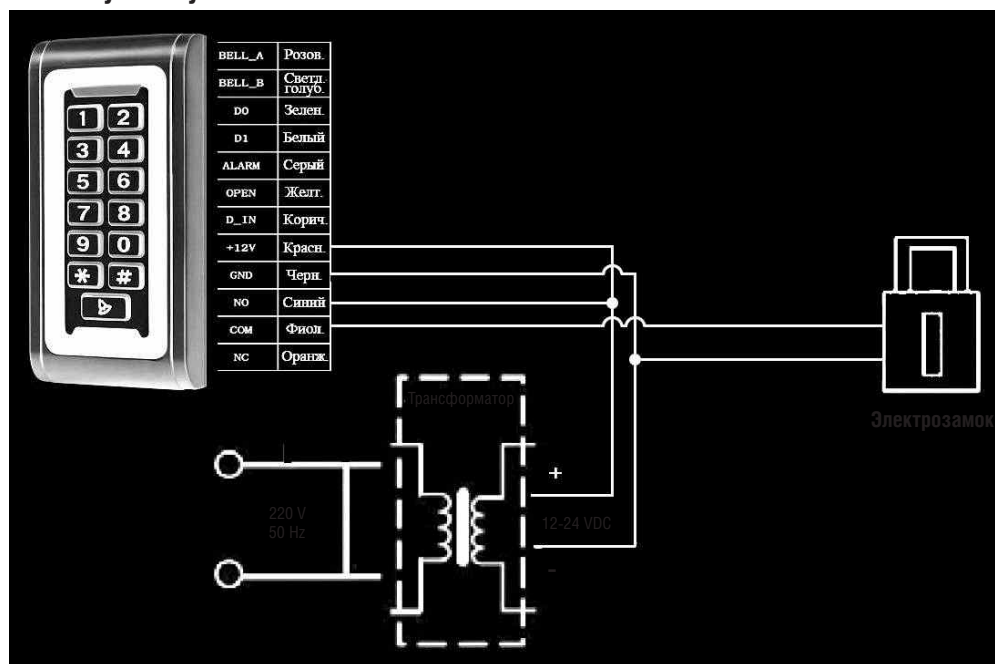 BELL_A Розов.
BELL_B Светл. голуб.
D0 Зелен.
D1 Белый
ALARM Серый
OPEN Желт.
D_IN Корич.
+12V Красн.
GND Черн.
NO Синий
COM Фиол.
NC Оранж.
1 2
3 4
5 6
7 8
9 0
* #
Трансформатор
Электрозамок
+
220 V
50 Hz
12-24 VDC
-